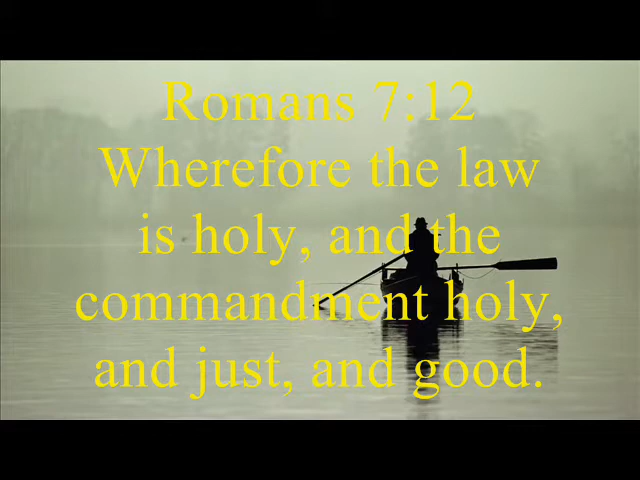 Romans 7:12
Wherefore the law
is holy, and the
commandment holy,
and just, and good.